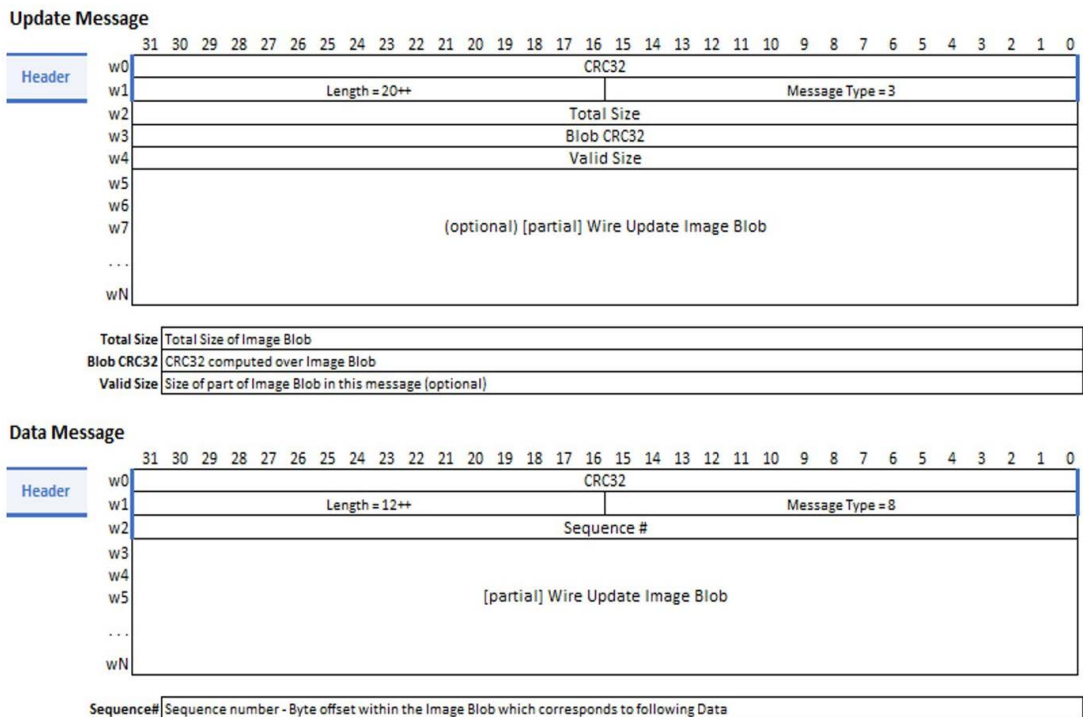 Update Message
31 30 29 28 27 26 25 24 23 22 21 20 19 18 17 16 15 14 13 12 11 10 9 8 7 6 5 4 3 2 1 0
Header
w0 CRC32
w1 Length = 20++ Message Type = 3
w2 Total Size
w3 Blob CRC32
w4 Valid Size
w5
w6
w7 (optional) [partial] Wire Update Image Blob
...
wN
Total Size Total Size of Image Blob
Blob CRC32 CRC32 computed over Image Blob
Valid Size Size of part of Image Blob in this message (optional)
Data Message
31 30 29 28 27 26 25 24 23 22 21 20 19 18 17 16 15 14 13 12 11 10 9 8 7 6 5 4 3 2 1 0
Header
w0 CRC32
w1 Length = 12++ Message Type = 8
w2 Sequence #
w3
w4
w5 [partial] Wire Update Image Blob
...
wN
Sequence# Sequence number - Byte offset within the Image Blob which corresponds to following Data